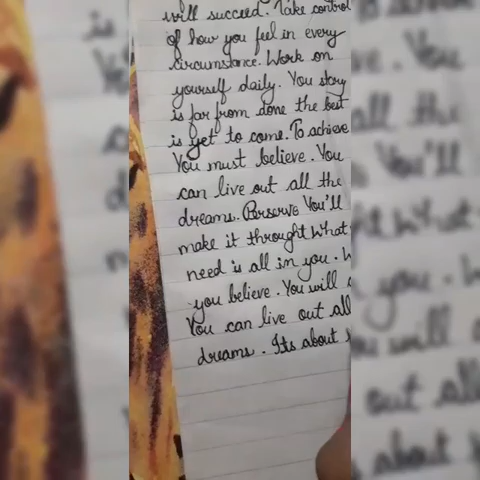 will succeed. Take control
of how you feel in every
circumstance. Work on
yourself daily. You story
is far from done the best
is yet to come. To achieve
You must believe. You
can live out all the
dreams. Perserve You'll
make it throught What
need is all in you. W
you believe. You will
You can live out all
dreams. Its about